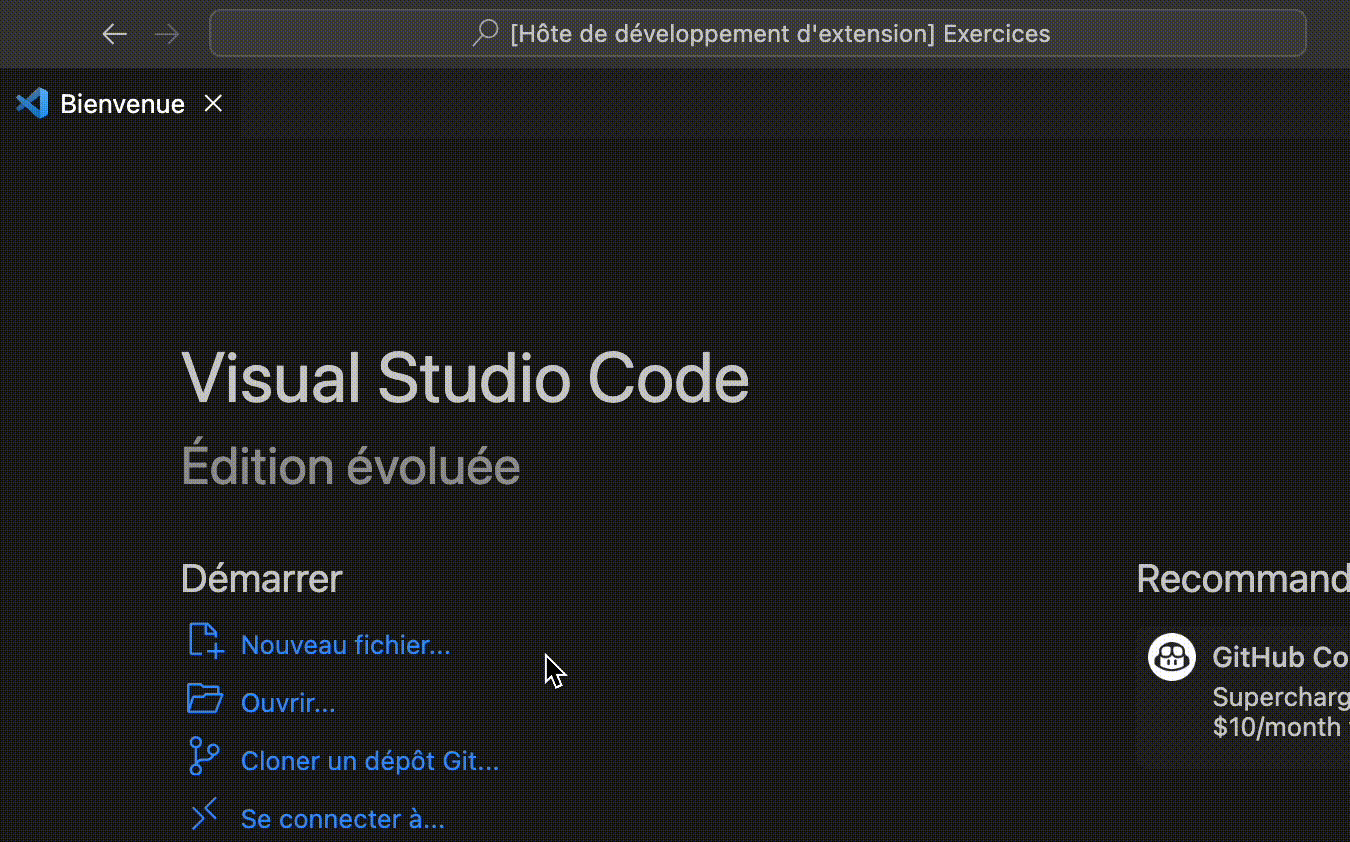 [Hôte de développement d'extension] Exercices
Bienvenue
Visual Studio Code
Édition évoluée
Démarrer
Nouveau fichier...
Ouvrir...
Cloner un dépôt Git...
Se connecter à...
Recommand
GitHub Co
Supercharg
$10/month